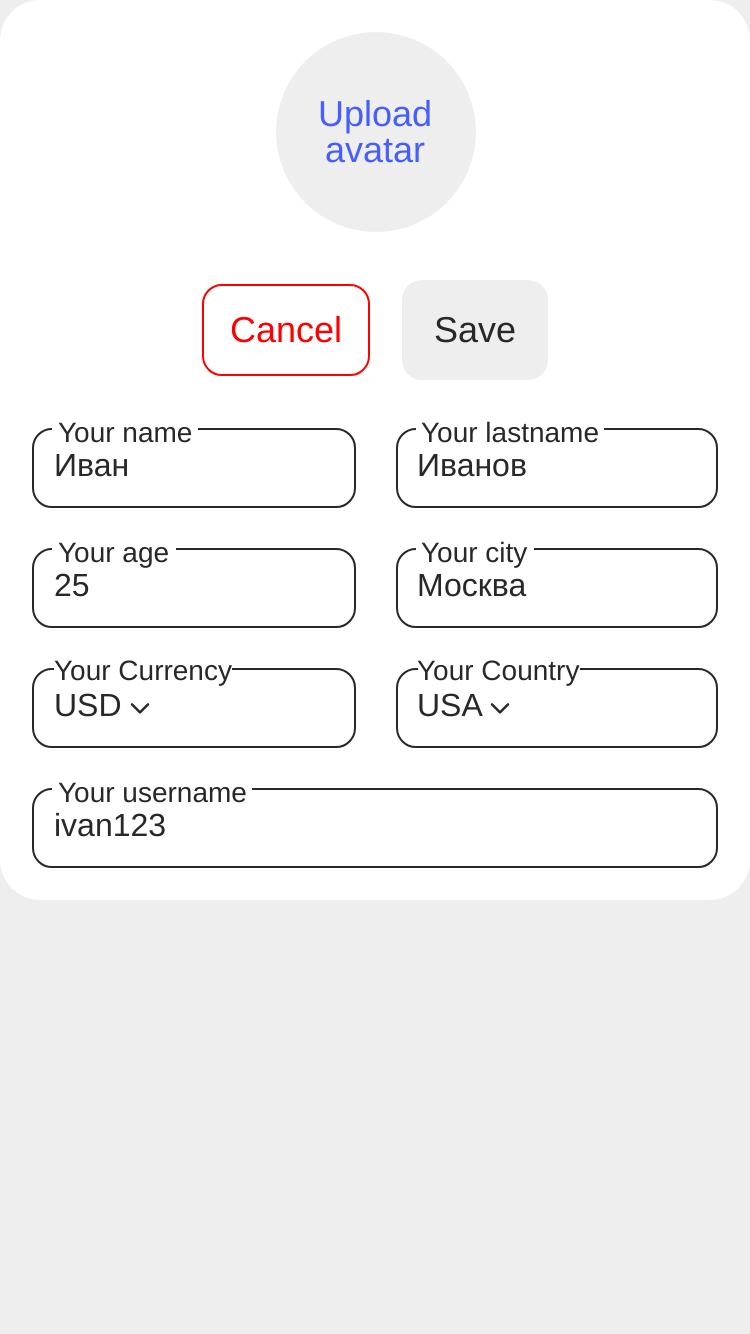 Upload
avatar
Cancel
Save
Your name
Иван
Your lastname
Иванов
Your age
25
Your city
Москва
Your Currency
USD
Your Country
USA
Your username
ivan123